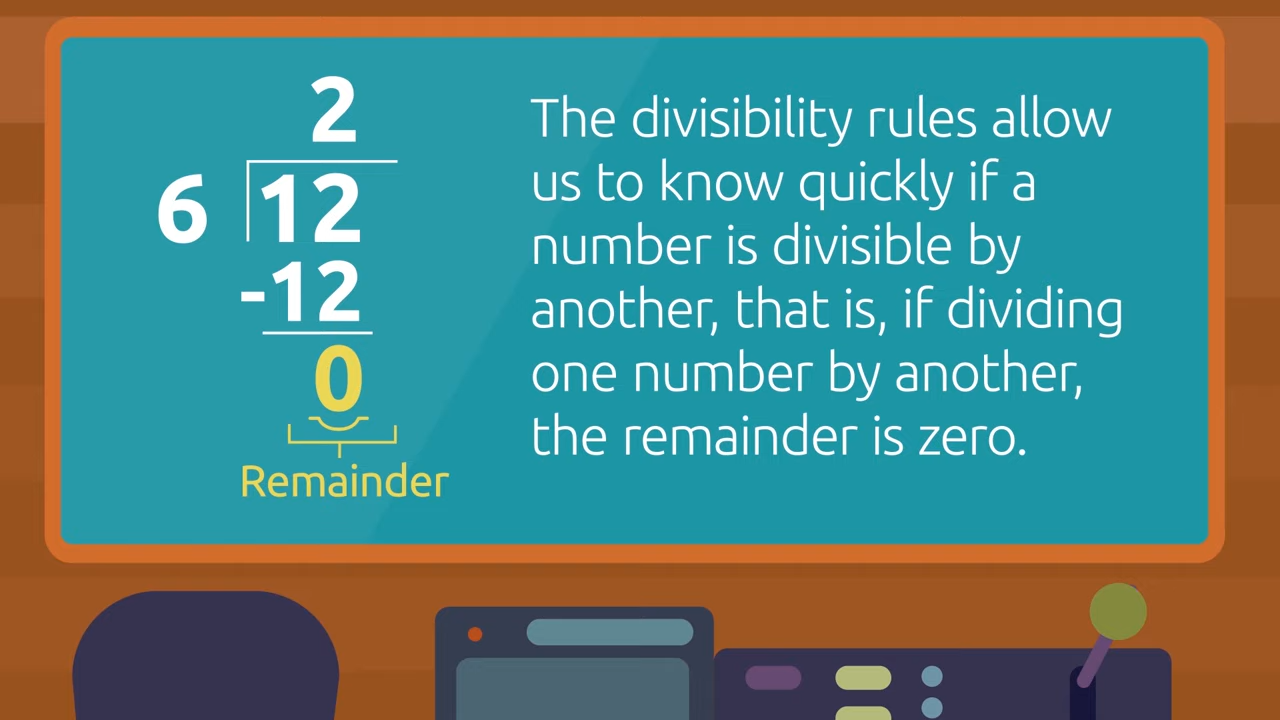 2
6 12
-12
0
Remainder
The divisibility rules allow
us to know quickly if a
number is divisible by
another, that is, if dividing
one number by another,
the remainder is zero.